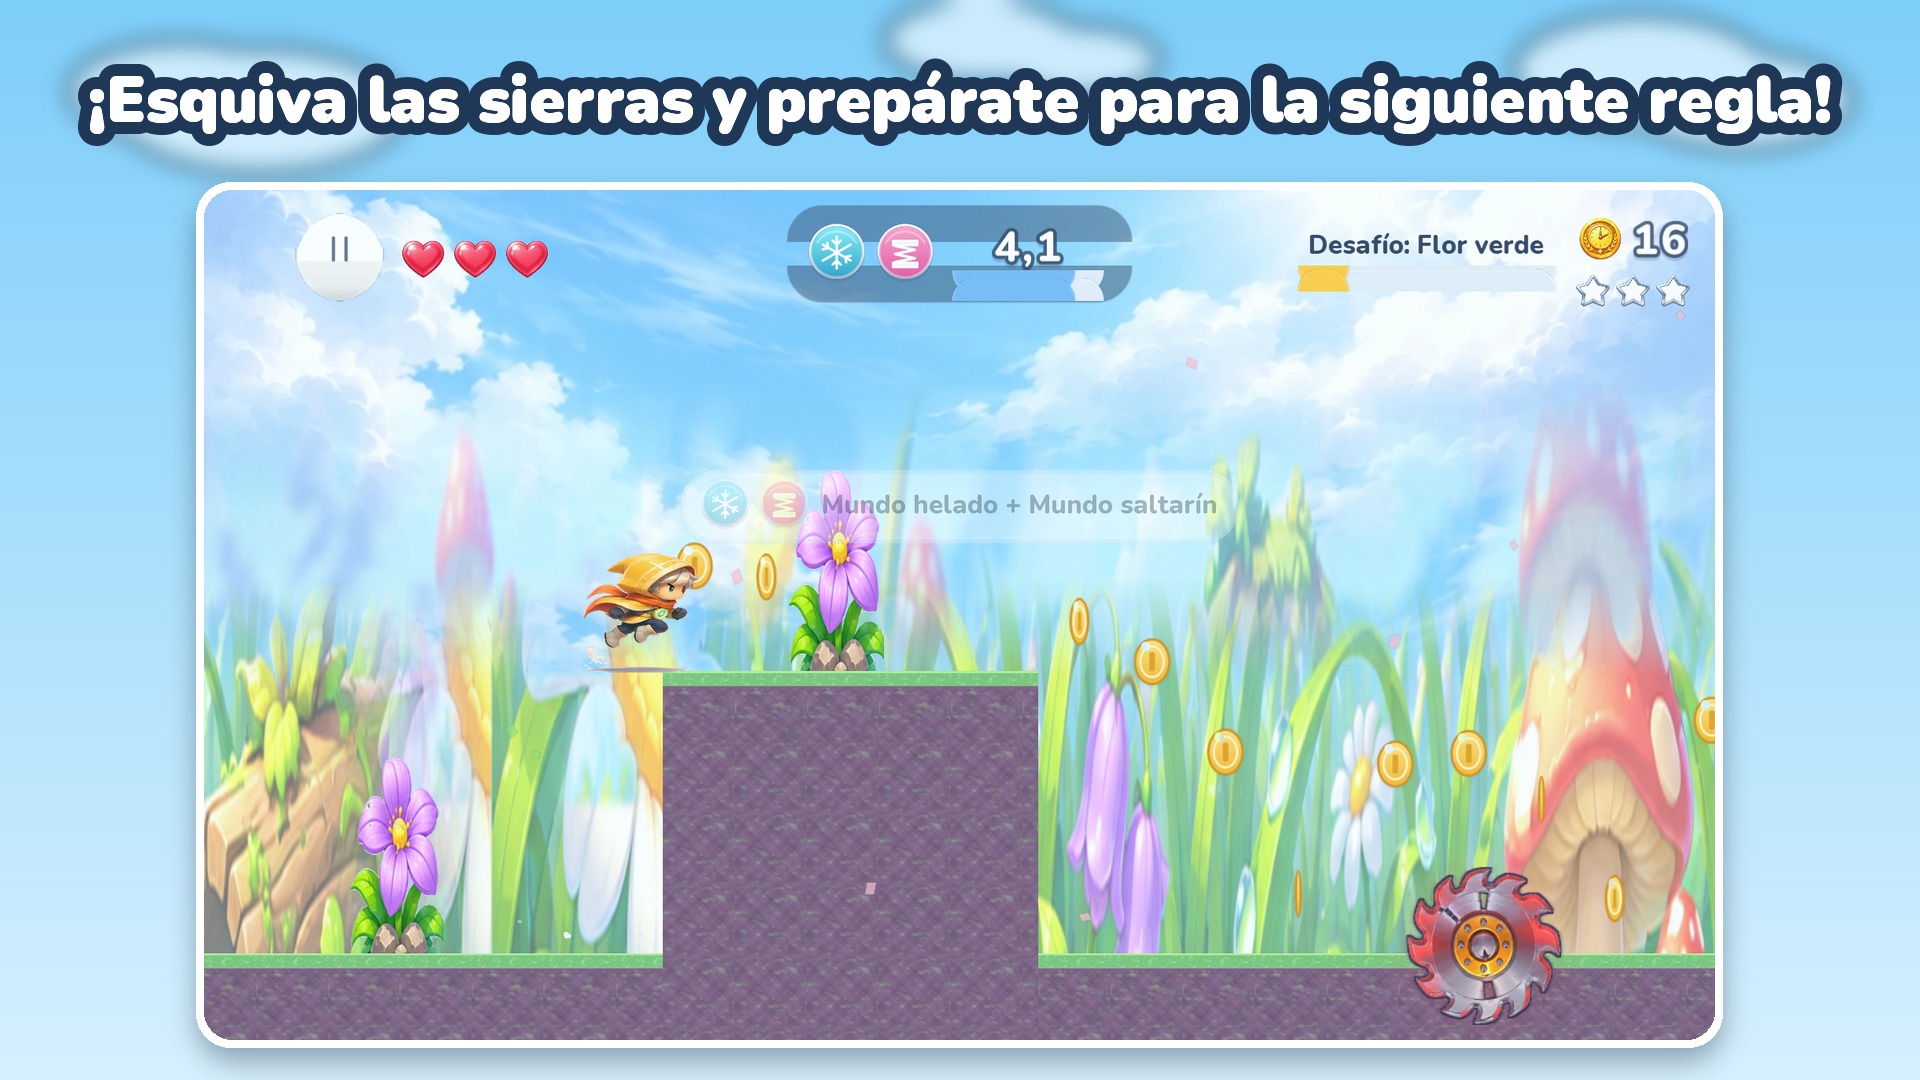 ¡Esquiva las sierras y prepárate para la siguiente regla!
4,1
Desafío: Flor verde
16
Mundo helado + Mundo saltarín